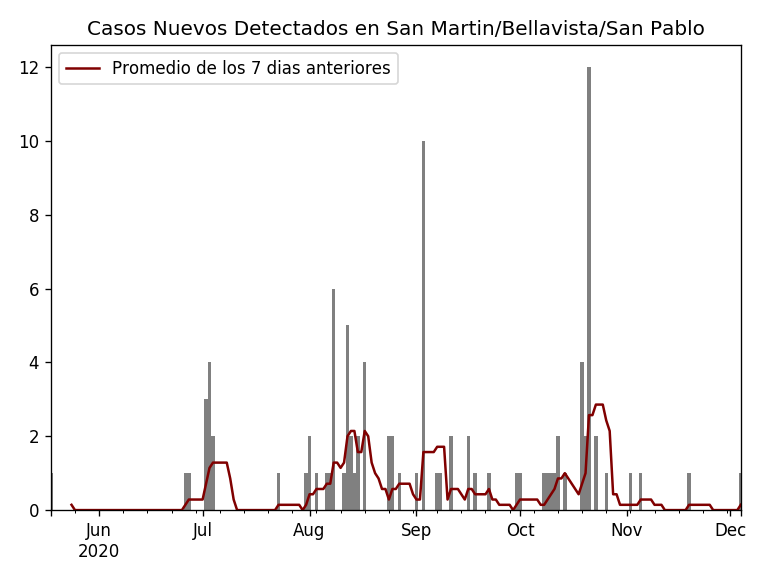 Casos Nuevos Detectados en San Martin/Bellavista/San Pablo
Promedio de los 7 dias anteriores
12
10
8
6
4
2
0
Jun Jul Aug Sep Oct Nov Dec
2020